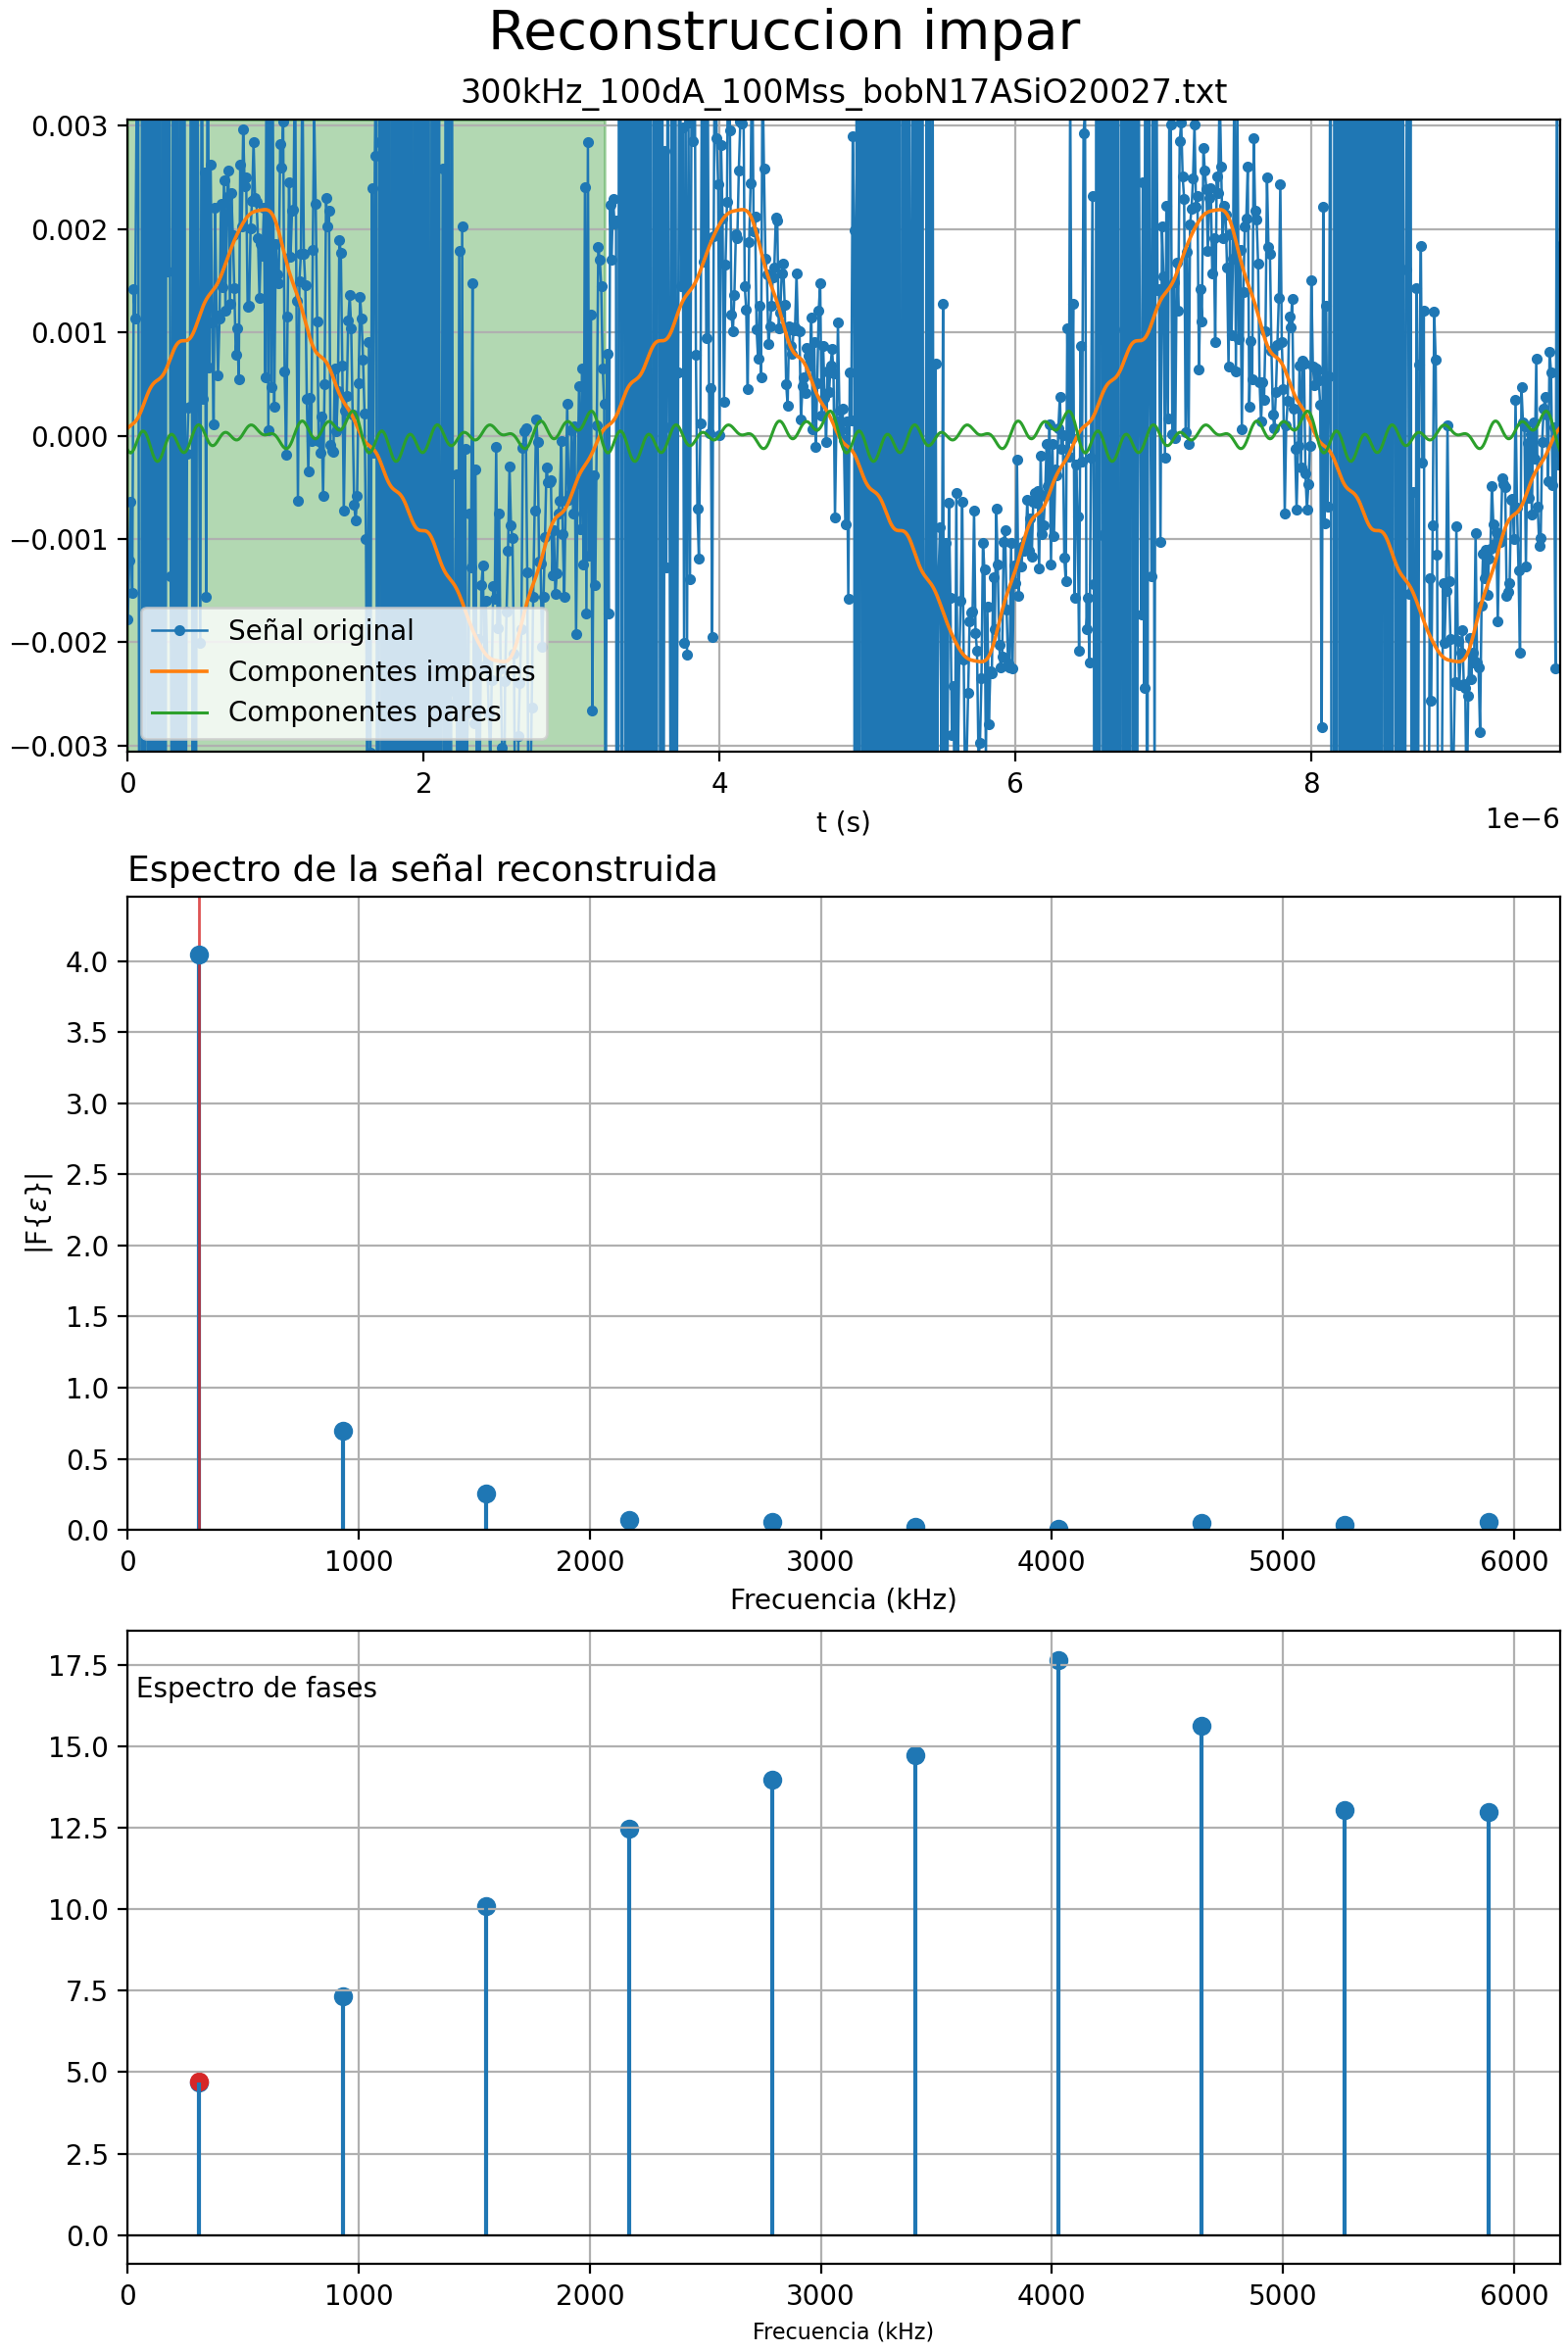 Reconstruccion impar
300kHz_100dA_100Mss_bobN17ASiO20027.txt
0.003
0.002
0.001
0.000
−0.001
−0.002
−0.003
Señal original
Componentes impares
Componentes pares
0 2 4 6 8
1e−6
t (s)
Espectro de la señal reconstruida
4.0
3.5
3.0
2.5
2.0
1.5
1.0
0.5
0.0
|F{ε}|
0 1000 2000 3000 4000 5000 6000
Frecuencia (kHz)
17.5
Espectro de fases
15.0
12.5
10.0
7.5
5.0
2.5
0.0
0 1000 2000 3000 4000 5000 6000
Frecuencia (kHz)